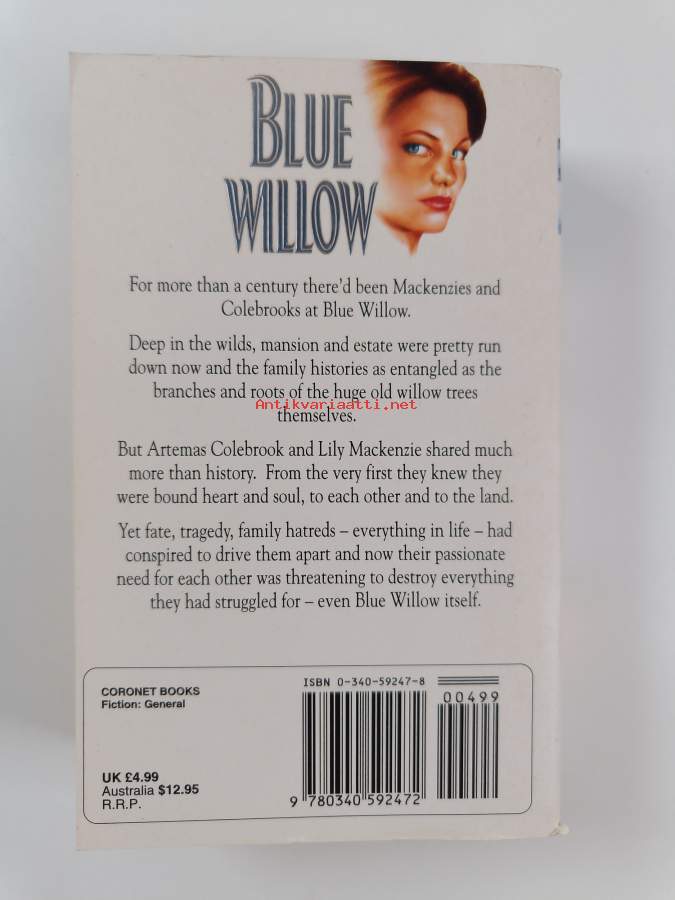 BLUE
WILLOW
For more than a century there'd been Mackenzies and
Colebrooks at Blue Willow.
Deep in the wilds, mansion and estate were pretty run
down now and the family histories as entangled as the
branches and roots of the huge old willow trees
Antikvariaatti.net
themselves.
But Artemas Colebrook and Lily Mackenzie shared much
more than history. From the very first they knew they
were bound heart and soul, to each other and to the land.
Yet fate, tragedy, family hatreds – everything in life – had
conspired to drive them apart and now their passionate
need for each other was threatening to destroy everything
they had struggled for – even Blue Willow itself.
CORONET BOOKS
Fiction: General
UK £4.99
Australia $12.95
R.R.P.
ISBN 0-340-59247-8
00499
9 780340 592472